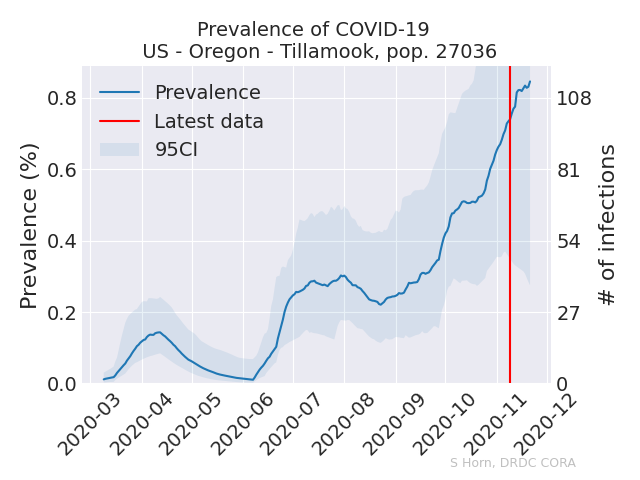 Prevalence of COVID-19
US - Oregon - Tillamook, pop. 27036
Prevalence
Latest data
95CI
Prevalence (%)
0.8
0.6
0.4
0.2
0.0
108
81
54
27
0
# of infections
2020-03
2020-04
2020-05
2020-06
2020-07
2020-08
2020-09
2020-10
2020-11
2020-12
S Horn, DRDC CORA